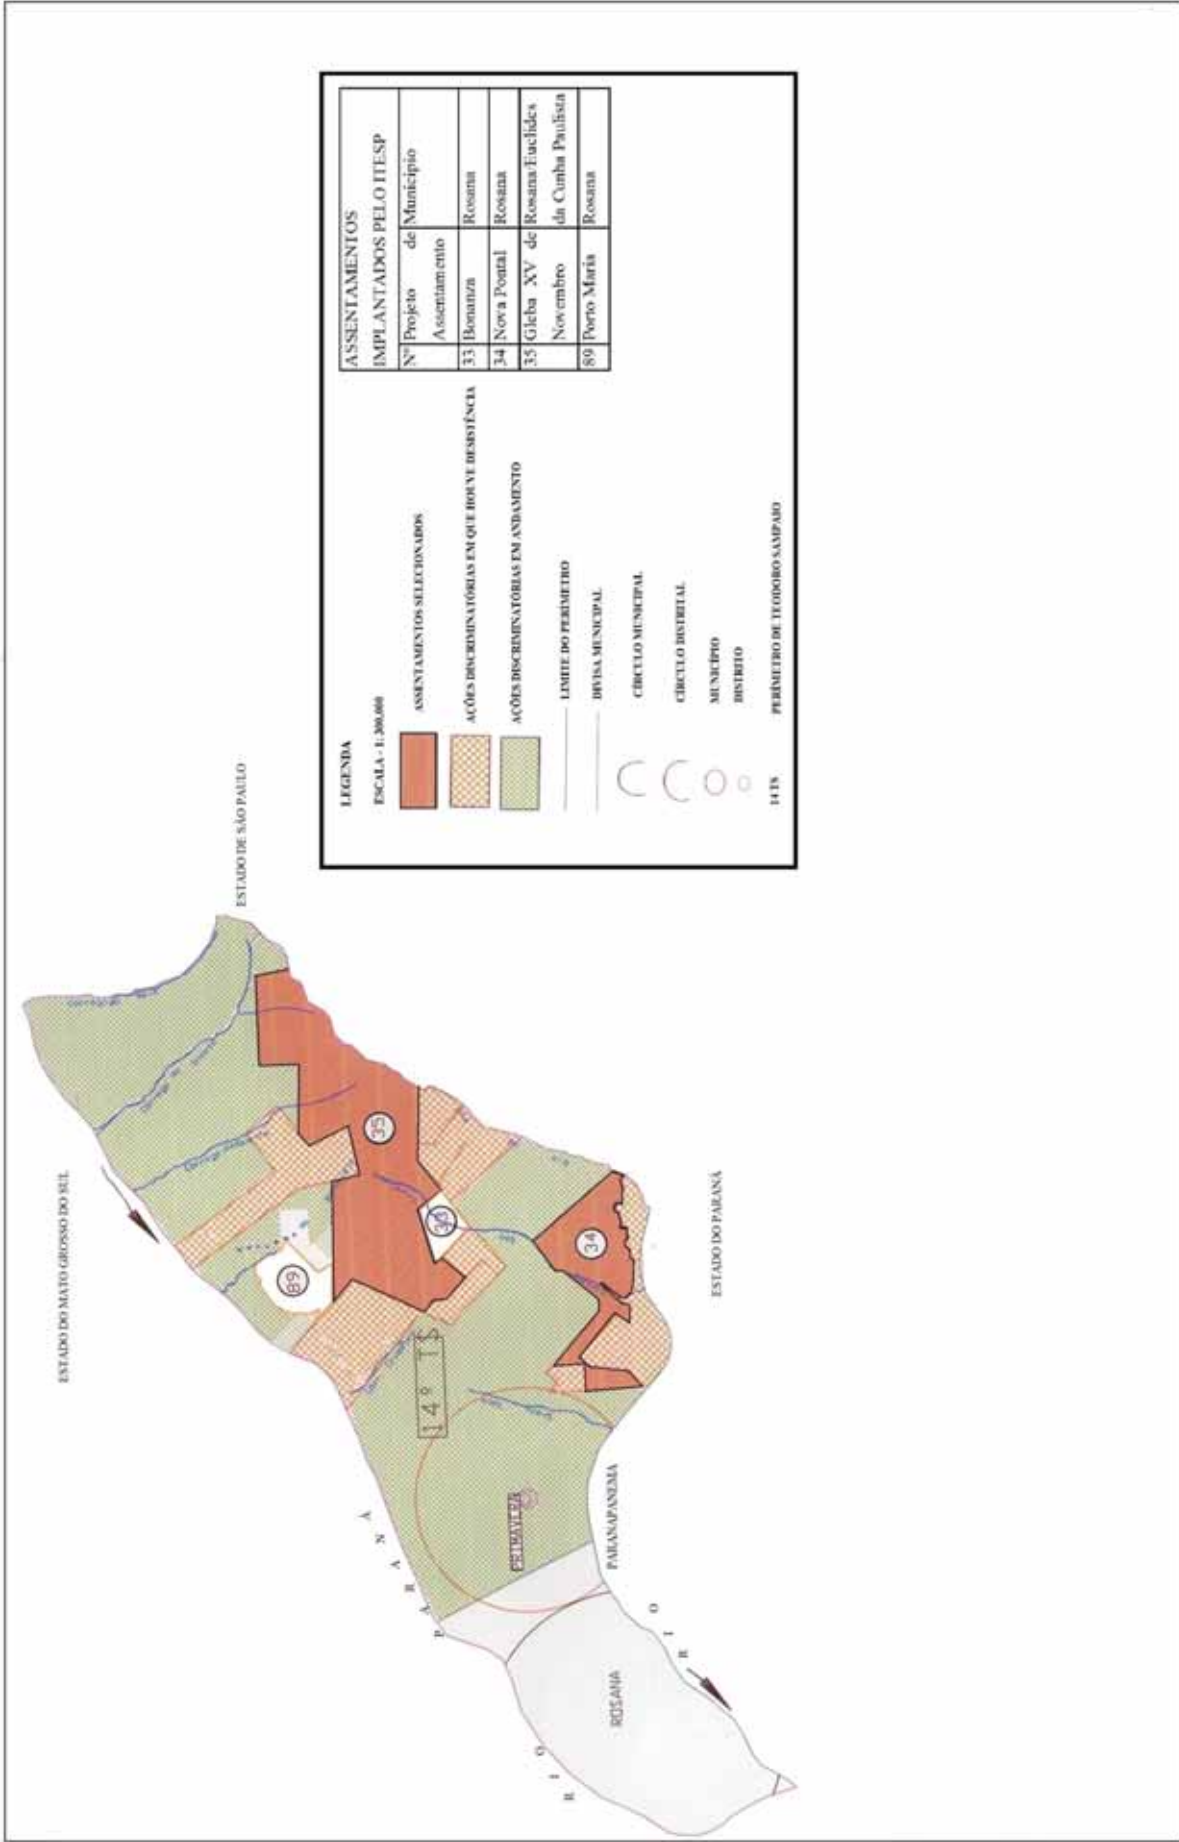 ESTADO DO MATO GROSSO DO SUL
ESTADO DE SÃO PAULO
ESTADO DO PARANÁ
RIO PARANÁ
RIO PARANAPANEMA
ROSANA
PRIMAVERA
14º TS
89
35
33
34
LEGENDA
ESCALA - 1: 300.000
ASSENTAMENTOS SELECIONADOS
AÇÕES DISCRIMINATÓRIAS EM QUE HOUVE DESISTÊNCIA
AÇÕES DISCRIMINATÓRIAS EM ANDAMENTO
LIMITE DO PERÍMETRO
DIVISA MUNICIPAL
CÍRCULO MUNICIPAL
CÍRCULO DISTRITAL
MUNICÍPIO
DISTRITO
14 TS PERÍMETRO DE TEODORO SAMPAIO
ASSENTAMENTOS
IMPLANTADOS PELO ITESP
Nº Projeto de Município
Assentamento
33 Bonanza Rosana
34 Nova Pontal Rosana
35 Gleba XV de Rosana/Euclides
Novembro da Cunha Paulista
89 Porto Maria Rosana